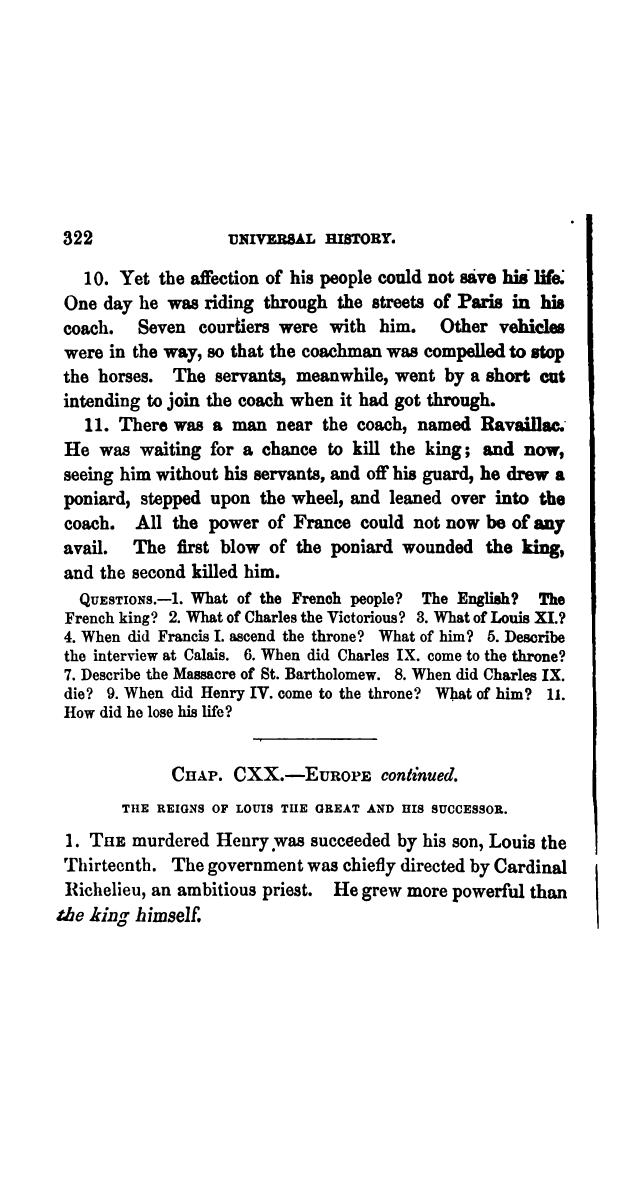 322 UNIVERSAL HISTORY.
10. Yet the affection of his people could not save his life.
One day he was riding through the streets of Paris in his
coach. Seven courtiers were with him. Other vehicles
were in the way, so that the coachman was compelled to stop
the horses. The servants, meanwhile, went by a short cut
intending to join the coach when it had got through.
11. There was a man near the coach, named Ravaillac.
He was waiting for a chance to kill the king; and now,
seeing him without his servants, and off his guard, he drew a
poniard, stepped upon the wheel, and leaned over into the
coach. All the power of France could not now be of any
avail. The first blow of the poniard wounded the king,
and the second killed him.
QUESTIONS.—1. What of the French people? The English? The
French king? 2. What of Charles the Victorious? 3. What of Louis XI.?
4. When did Francis I. ascend the throne? What of him? 5. Describe
the interview at Calais. 6. When did Charles IX. come to the throne?
7. Describe the Massacre of St. Bartholomew. 8. When did Charles IX.
die? 9. When did Henry IV. come to the throne? What of him? 11.
How did he lose his life?
CHAP. CXX.—EUROPE continued.
THE REIGNS OF LOUIS THE GREAT AND HIS SUCCESSOR.
1. THE murdered Henry was succeeded by his son, Louis the
Thirteenth. The government was chiefly directed by Cardinal
Richelieu, an ambitious priest. He grew more powerful than
the king himself.